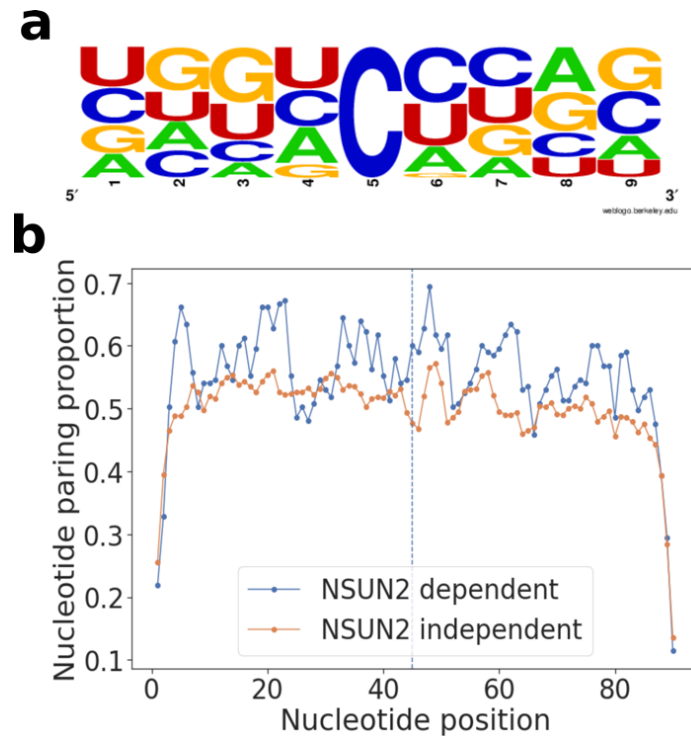 a
U G G U C C C A G
C U U C U U G C
G A C A A G C A
A C A G G A U U
1 2 3 4 5 6 7 8 9
5′ 3′
weblogo.berkeley.edu
b
Nucleotide paring proportion
0.7
0.6
0.5
0.4
0.3
0.2
0.1
NSUN2 dependent
NSUN2 independent
0 20 40 60 80
Nucleotide position